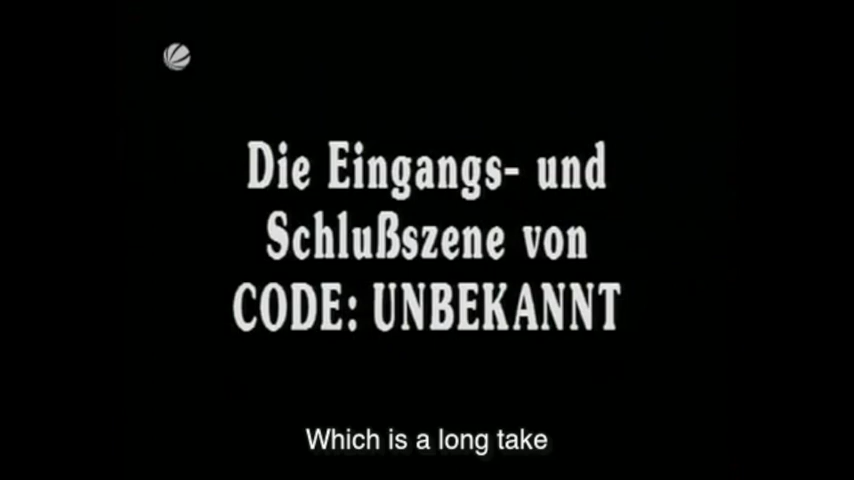 Die Eingangs- und
Schlußszene von
CODE: UNBEKANNT
Which is a long take